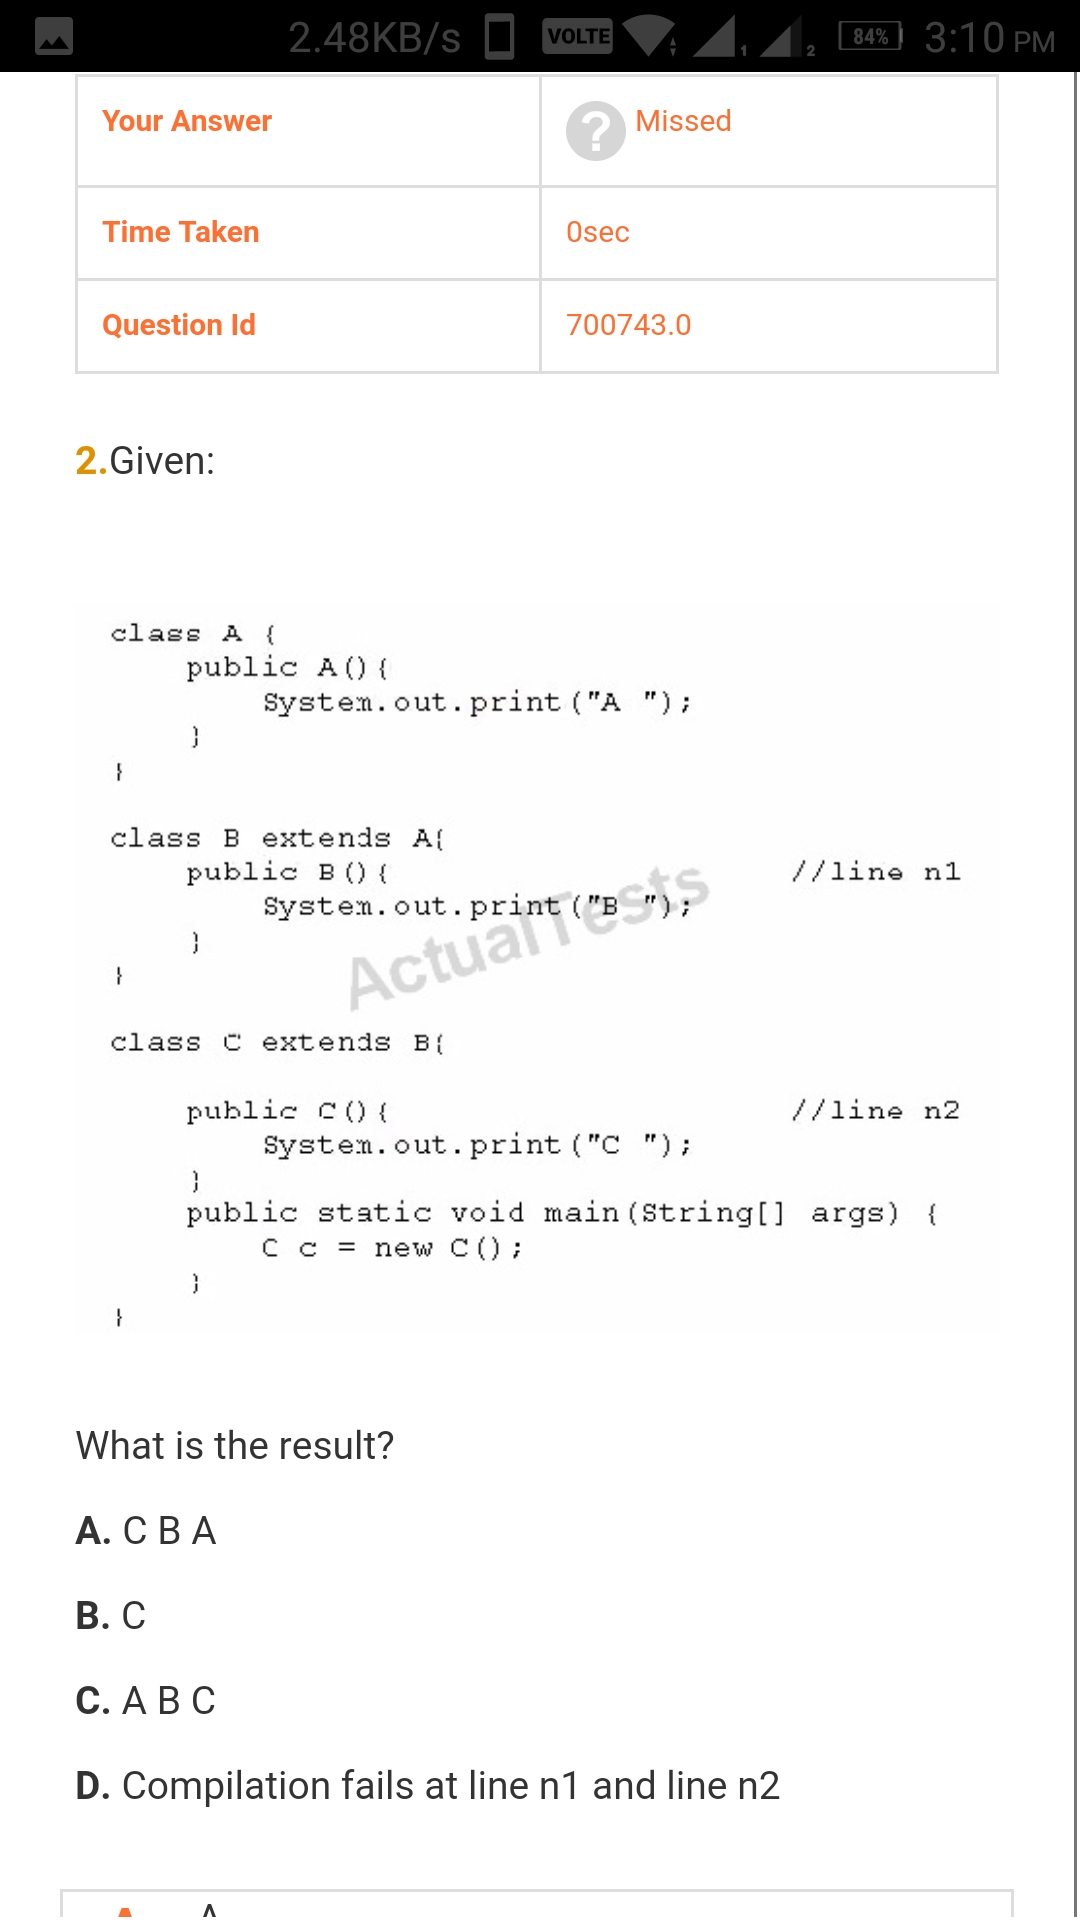 2.48KB/s VOLTE 1 2 84% 3:10 PM
Your Answer ? Missed
Time Taken 0sec
Question Id 700743.0
2.Given:
class A {
public A(){
System.out.print("A ");
}
}
class B extends A{
public B(){ //line n1
System.out.print("B ");
}
}
ActualTests
class C extends B{
public C(){ //line n2
System.out.print("C ");
}
public static void main(String[] args) {
C c = new C();
}
}
What is the result?
A. C B A
B. C
C. A B C
D. Compilation fails at line n1 and line n2